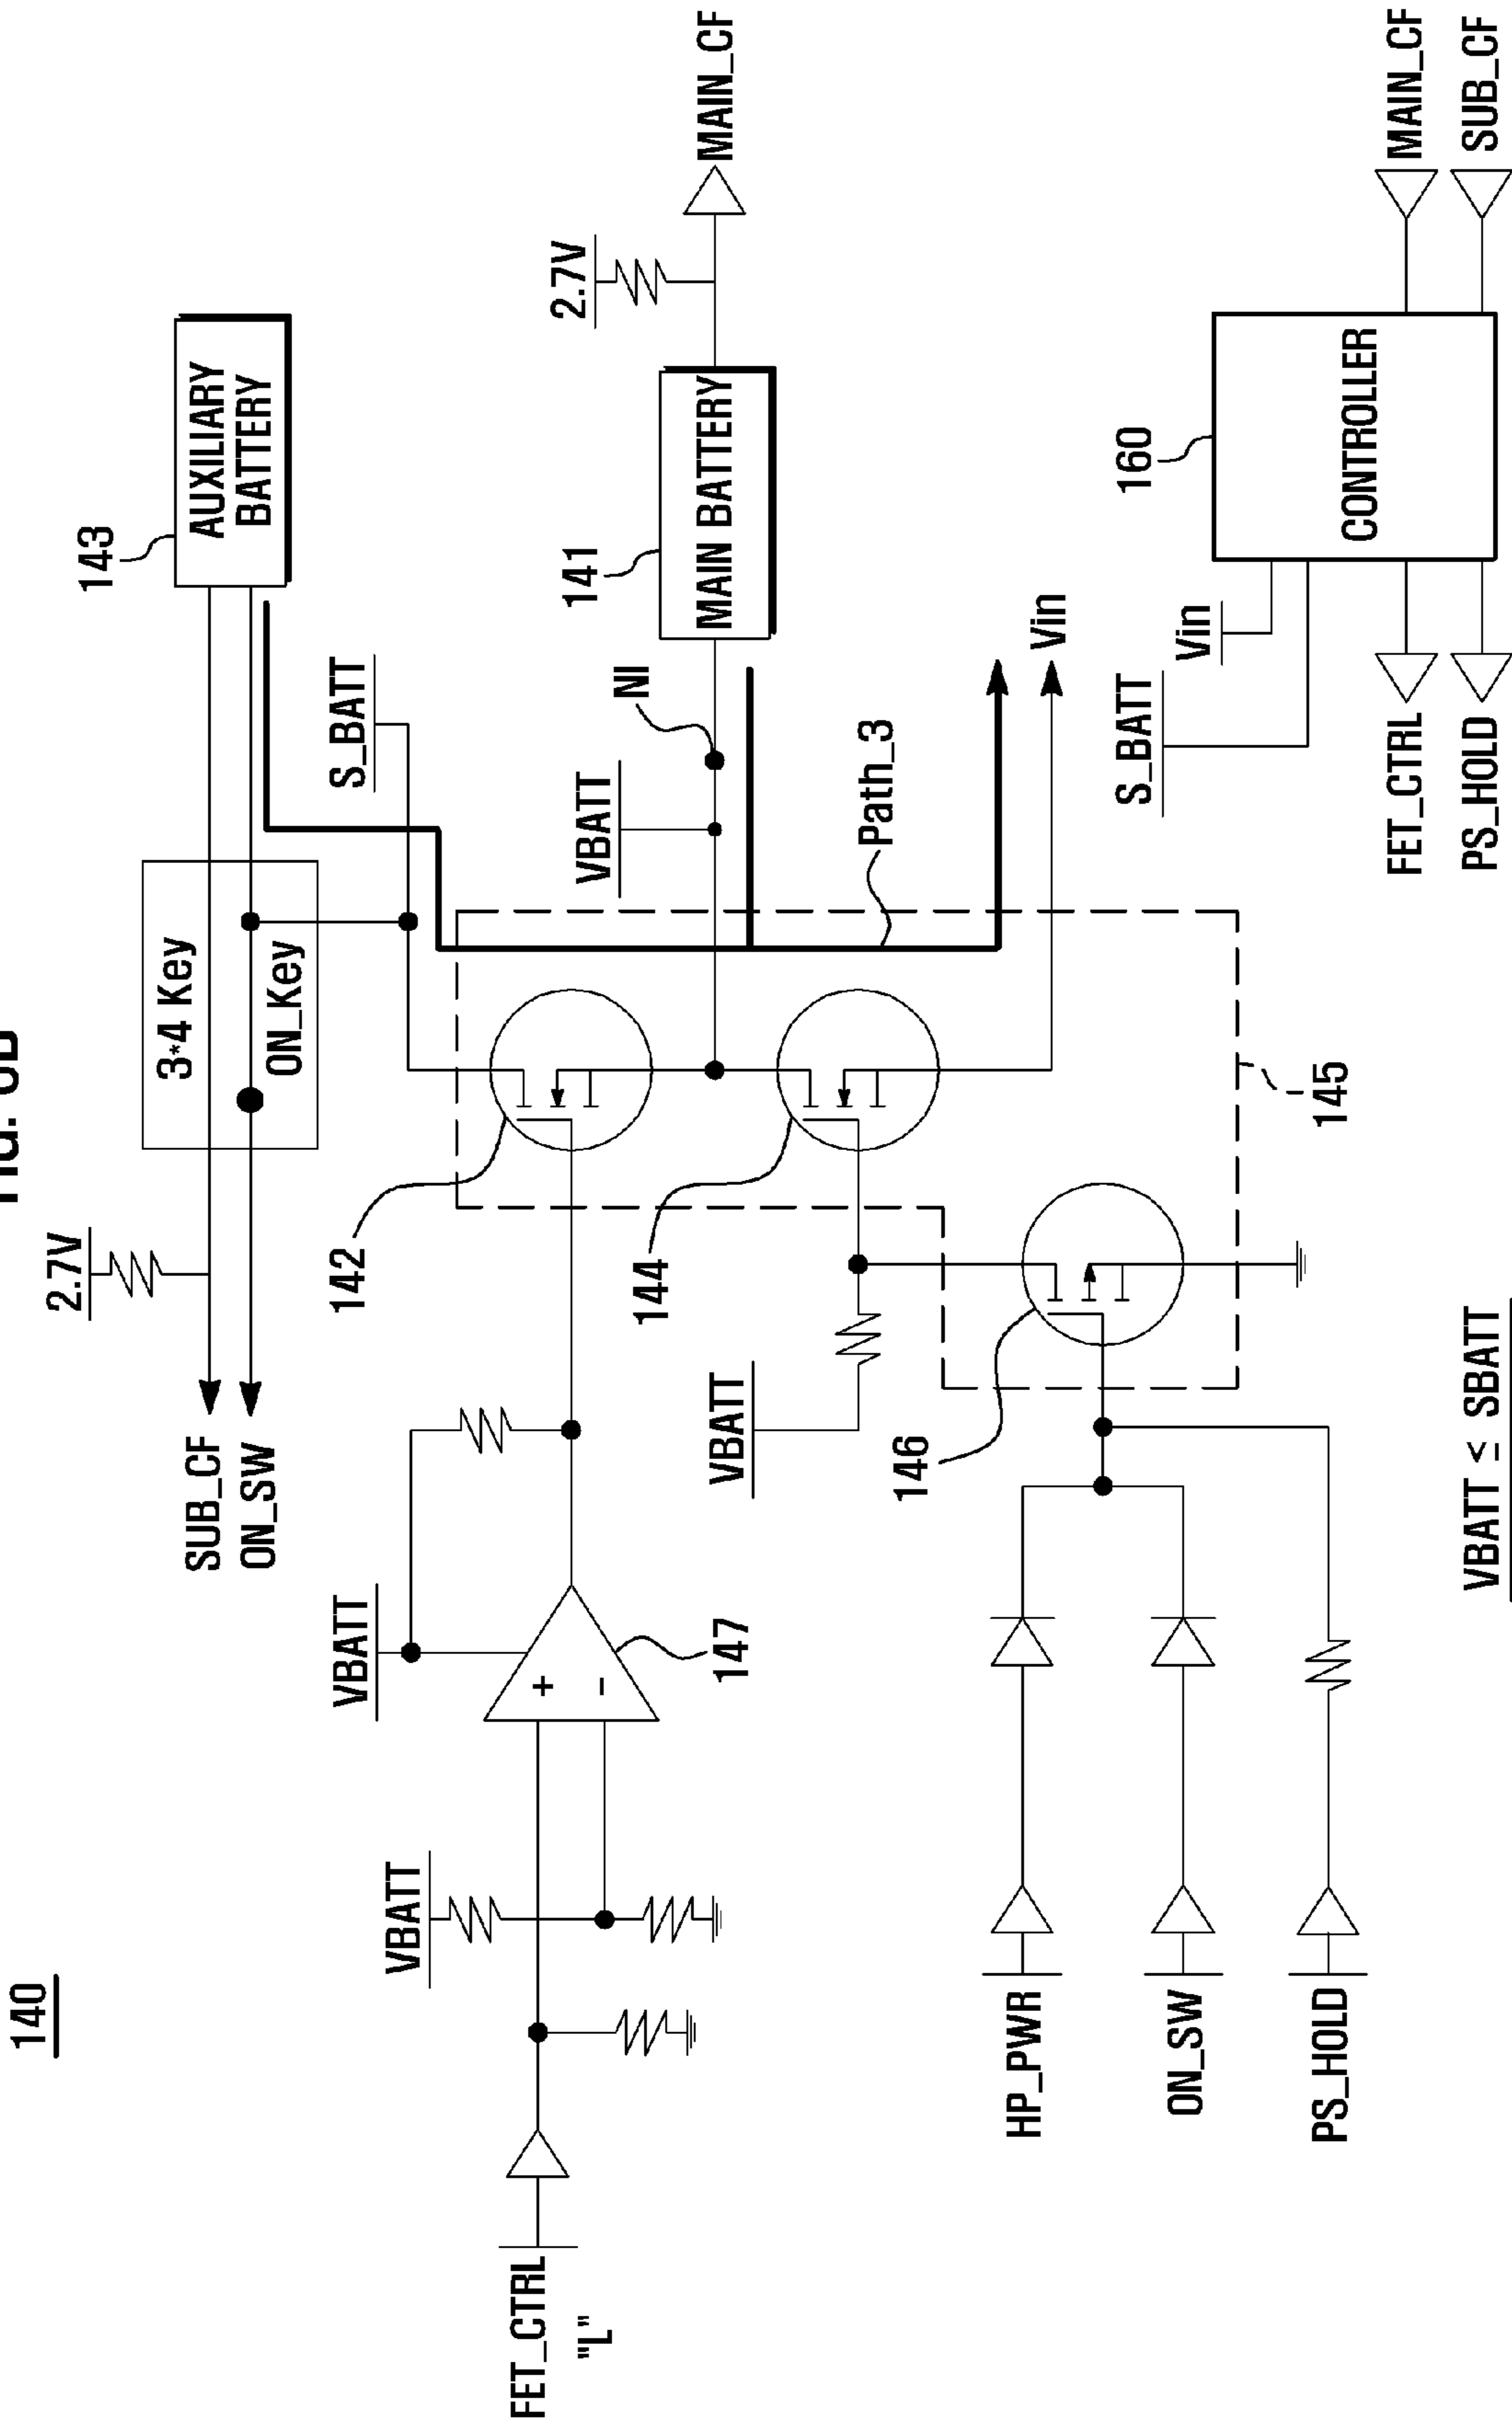 140
2.7V
SUB_CF
ON_SW
3*4 Key
ON_Key
143
AUXILIARY
BATTERY
S_BATT
142
VBATT
147
+
-
VBATT
FET_CTRL
"L"
NI
VBATT
141
MAIN BATTERY
2.7V
MAIN_CF
144
VBATT
Path_3
Vin
145
146
HP_PWR
ON_SW
PS_HOLD
160
CONTROLLER
Vin
S_BATT
FET_CTRL
PS_HOLD
MAIN_CF
SUB_CF
VBATT ≤ SBATT